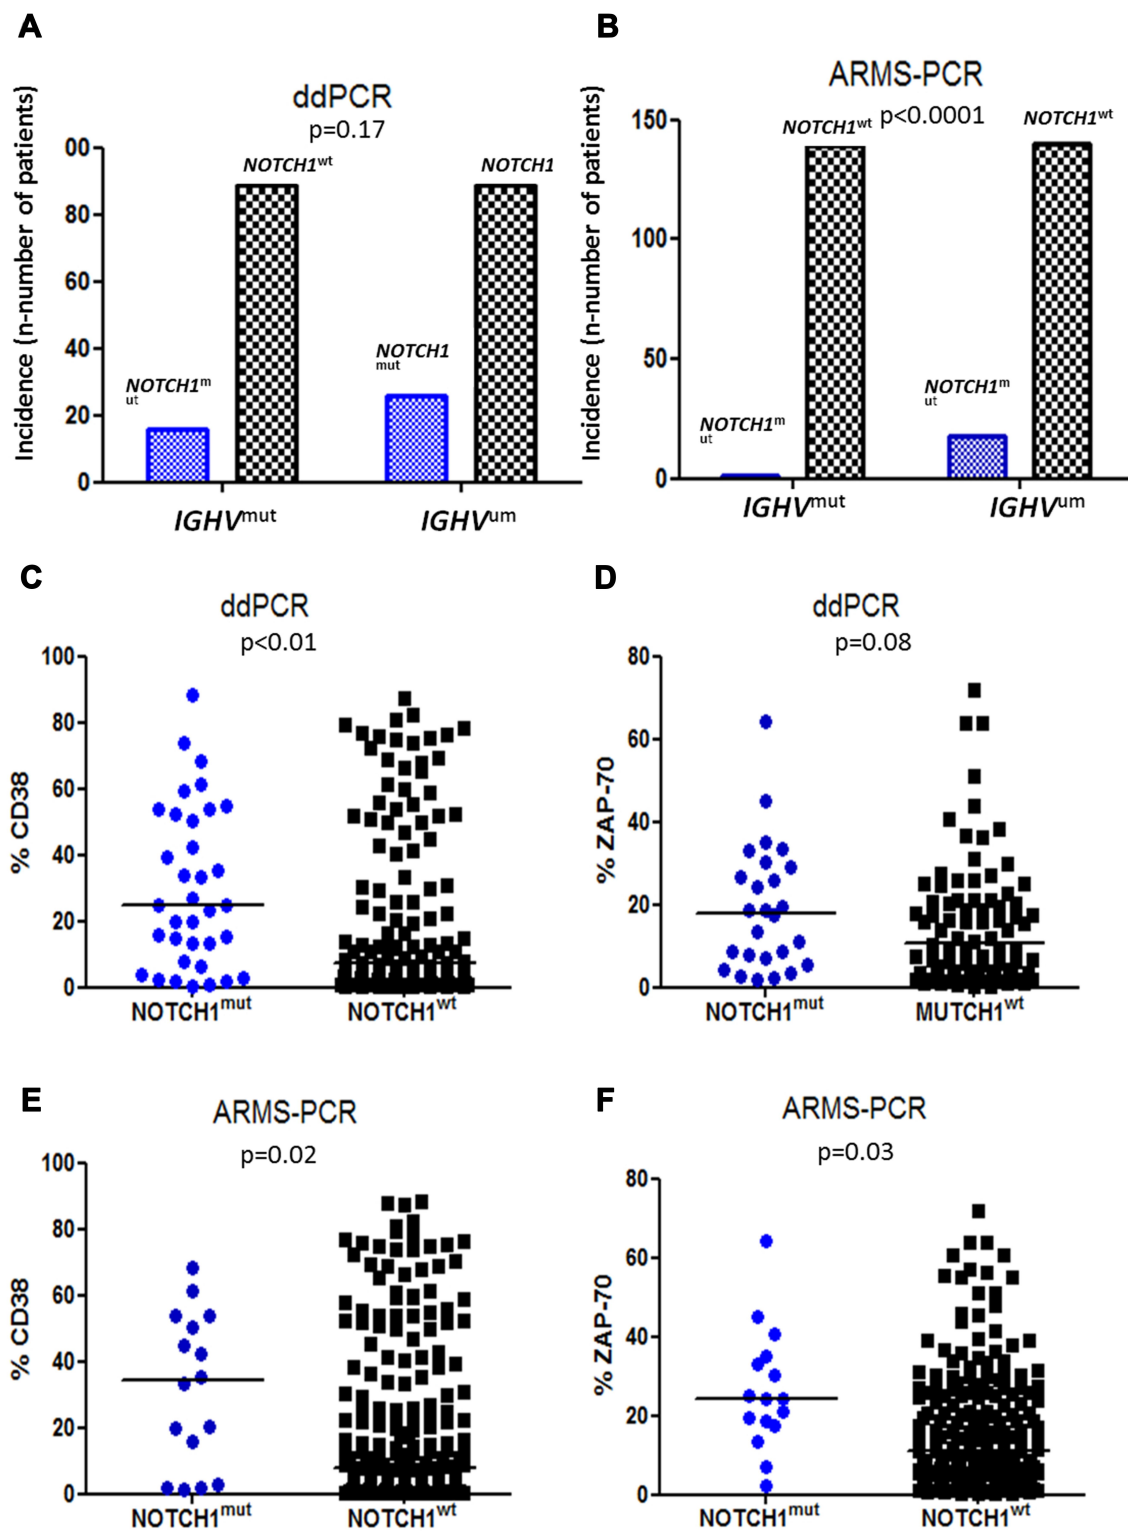 A
ddPCR
p=0.17
Incidence (n-number of patients)
00
80
60
40
20
0
NOTCH1wt
NOTCH1
NOTCH1m
ut
NOTCH1
mut
IGHVmut
IGHVum
B
ARMS-PCR
p<0.0001
Incidence (n-number of patients)
150
100
50
0
NOTCH1wt
NOTCH1wt
NOTCH1m
ut
NOTCH1m
ut
IGHVmut
IGHVum
C
ddPCR
p<0.01
% CD38
100
80
60
40
20
0
NOTCH1mut
NOTCH1wt
D
ddPCR
p=0.08
% ZAP-70
80
60
40
20
0
NOTCH1mut
MUTCH1wt
E
ARMS-PCR
p=0.02
% CD38
100
80
60
40
20
0
NOTCH1mut
NOTCH1wt
F
ARMS-PCR
p=0.03
% ZAP-70
80
60
40
20
0
NOTCH1mut
NOTCH1wt